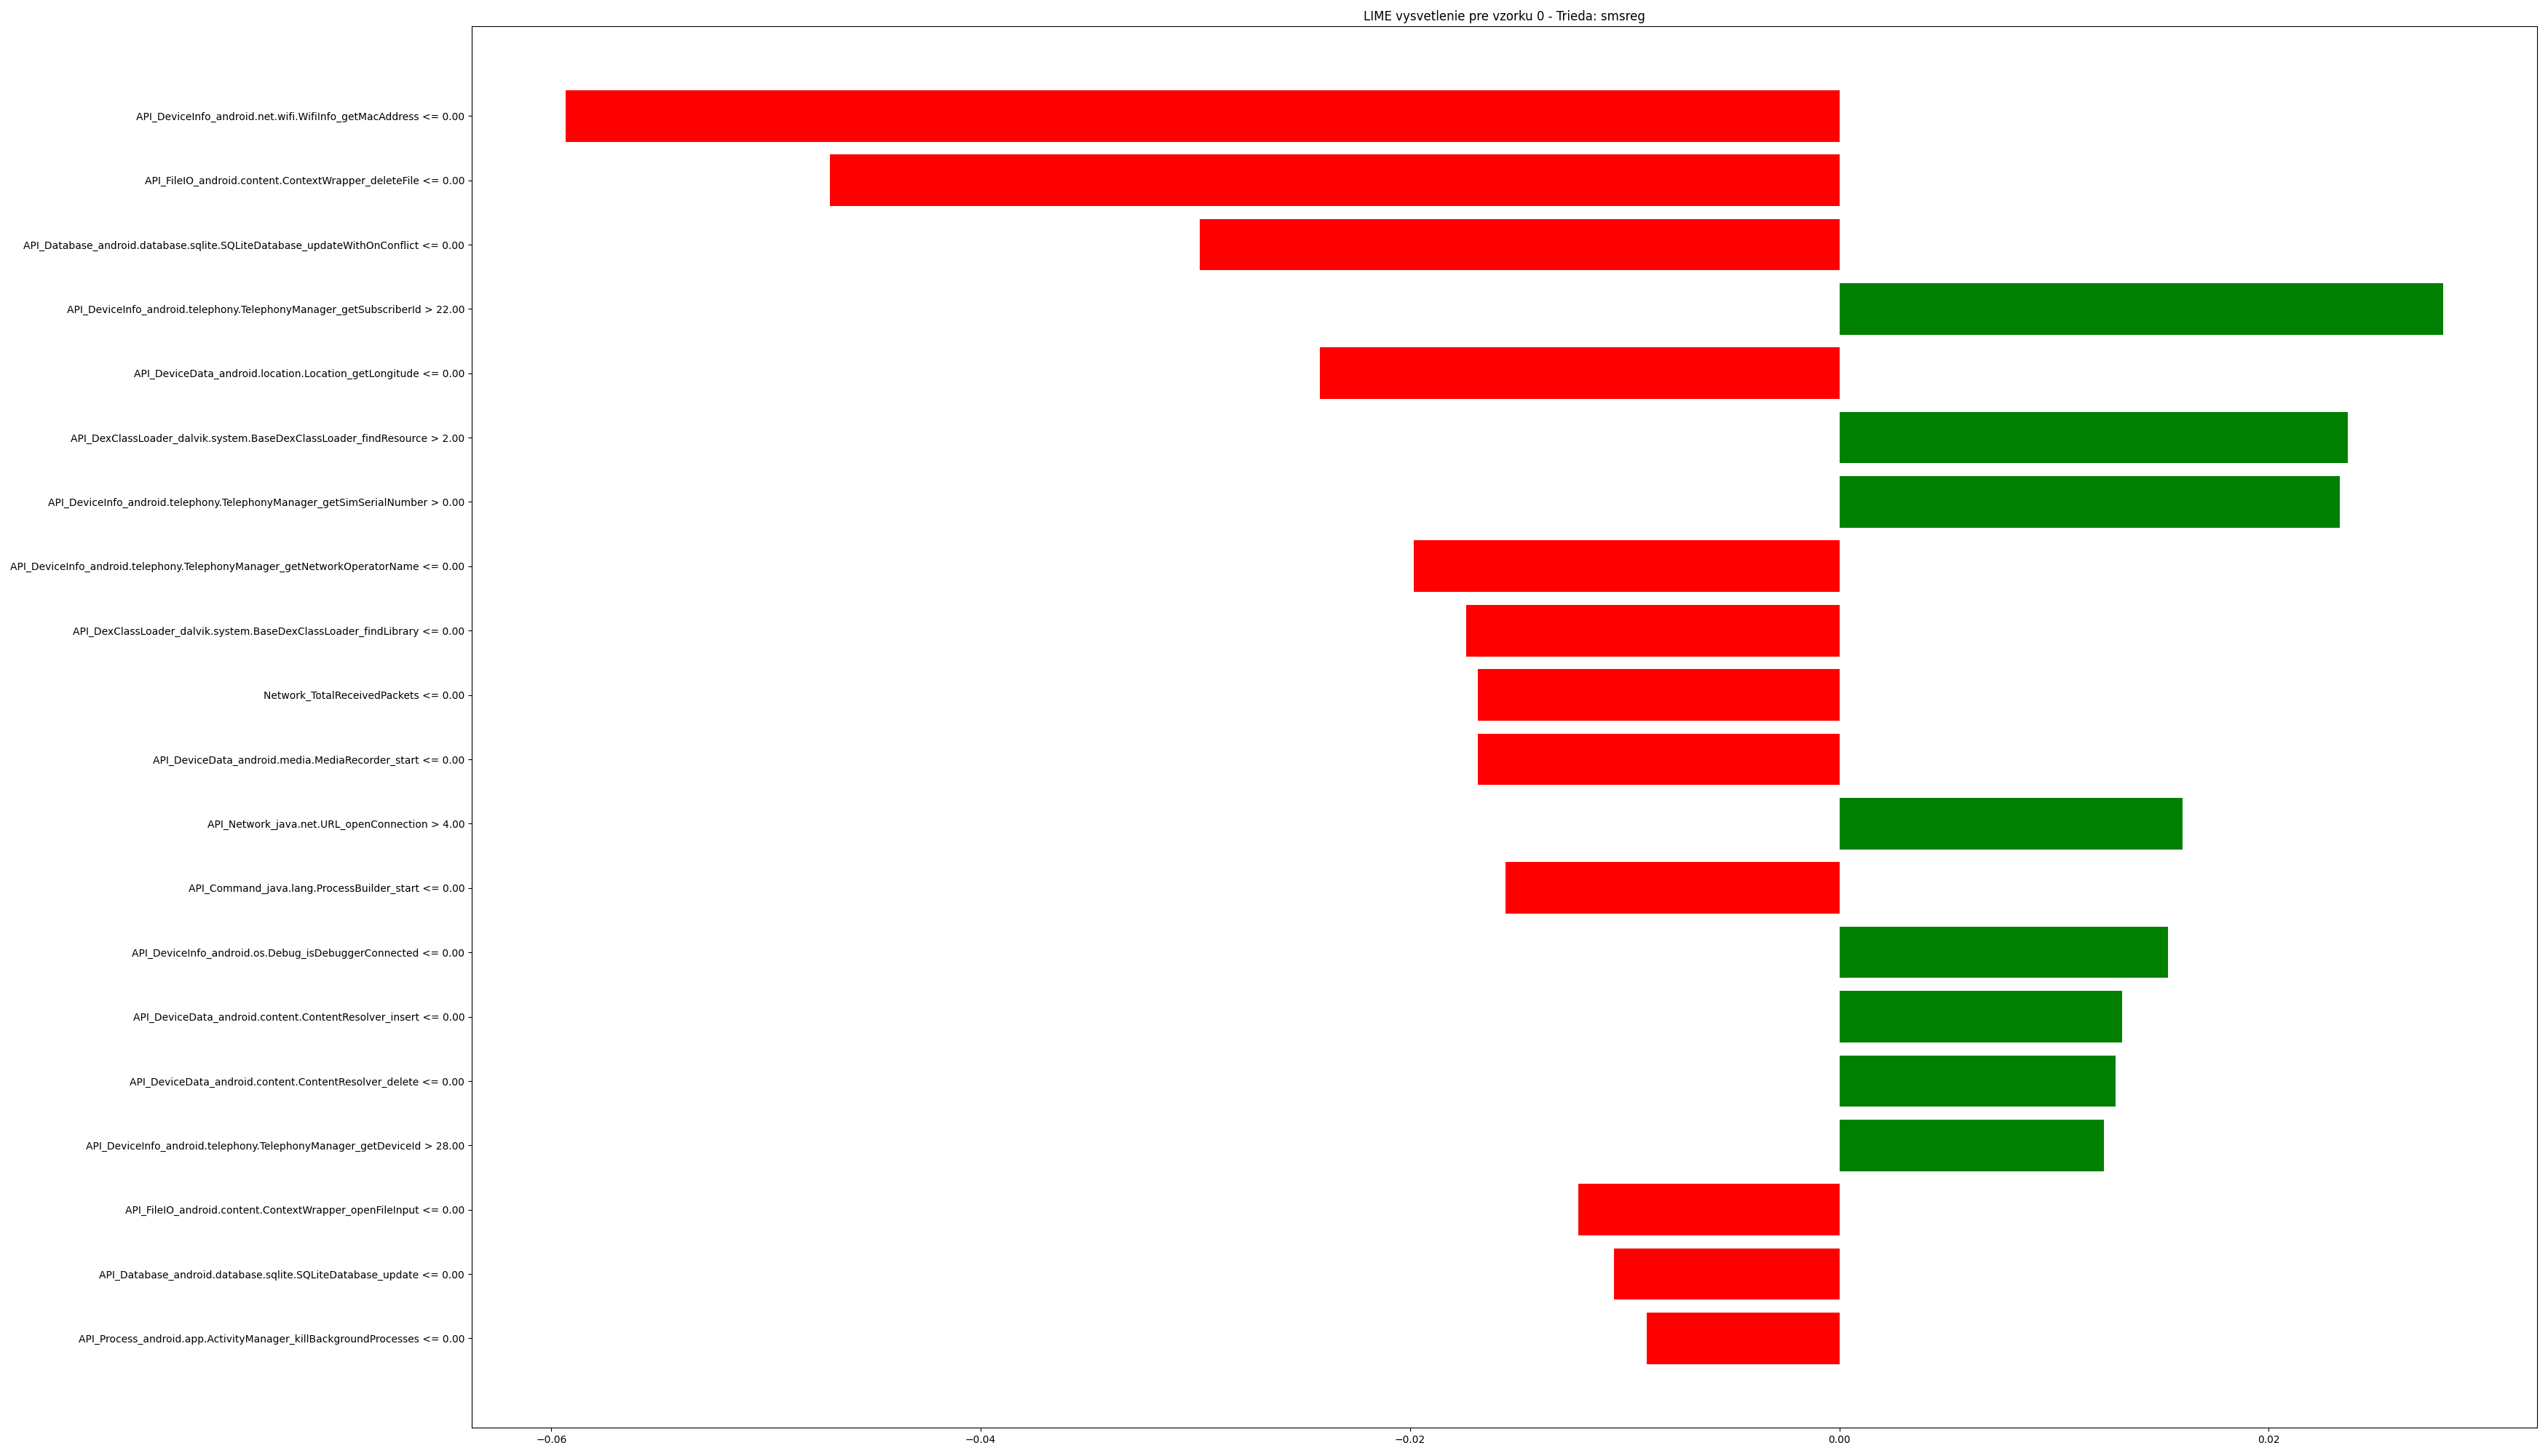 LIME vysvetlenie pre vzorku 0 - Trieda: smsreg
API_DeviceInfo_android.net.wifi.WifiInfo_getMacAddress <= 0.00
API_FileIO_android.content.ContextWrapper_deleteFile <= 0.00
API_Database_android.database.sqlite.SQLiteDatabase_updateWithOnConflict <= 0.00
API_DeviceInfo_android.telephony.TelephonyManager_getSubscriberId > 22.00
API_DeviceData_android.location.Location_getLongitude <= 0.00
API_DexClassLoader_dalvik.system.BaseDexClassLoader_findResource > 2.00
API_DeviceInfo_android.telephony.TelephonyManager_getSimSerialNumber > 0.00
API_DeviceInfo_android.telephony.TelephonyManager_getNetworkOperatorName <= 0.00
API_DexClassLoader_dalvik.system.BaseDexClassLoader_findLibrary <= 0.00
Network_TotalReceivedPackets <= 0.00
API_DeviceData_android.media.MediaRecorder_start <= 0.00
API_Network_java.net.URL_openConnection > 4.00
API_Command_java.lang.ProcessBuilder_start <= 0.00
API_DeviceInfo_android.os.Debug_isDebuggerConnected <= 0.00
API_DeviceData_android.content.ContentResolver_insert <= 0.00
API_DeviceData_android.content.ContentResolver_delete <= 0.00
API_DeviceInfo_android.telephony.TelephonyManager_getDeviceId > 28.00
API_FileIO_android.content.ContextWrapper_openFileInput <= 0.00
API_Database_android.database.sqlite.SQLiteDatabase_update <= 0.00
API_Process_android.app.ActivityManager_killBackgroundProcesses <= 0.00
−0.06 −0.04 −0.02 0.00 0.02